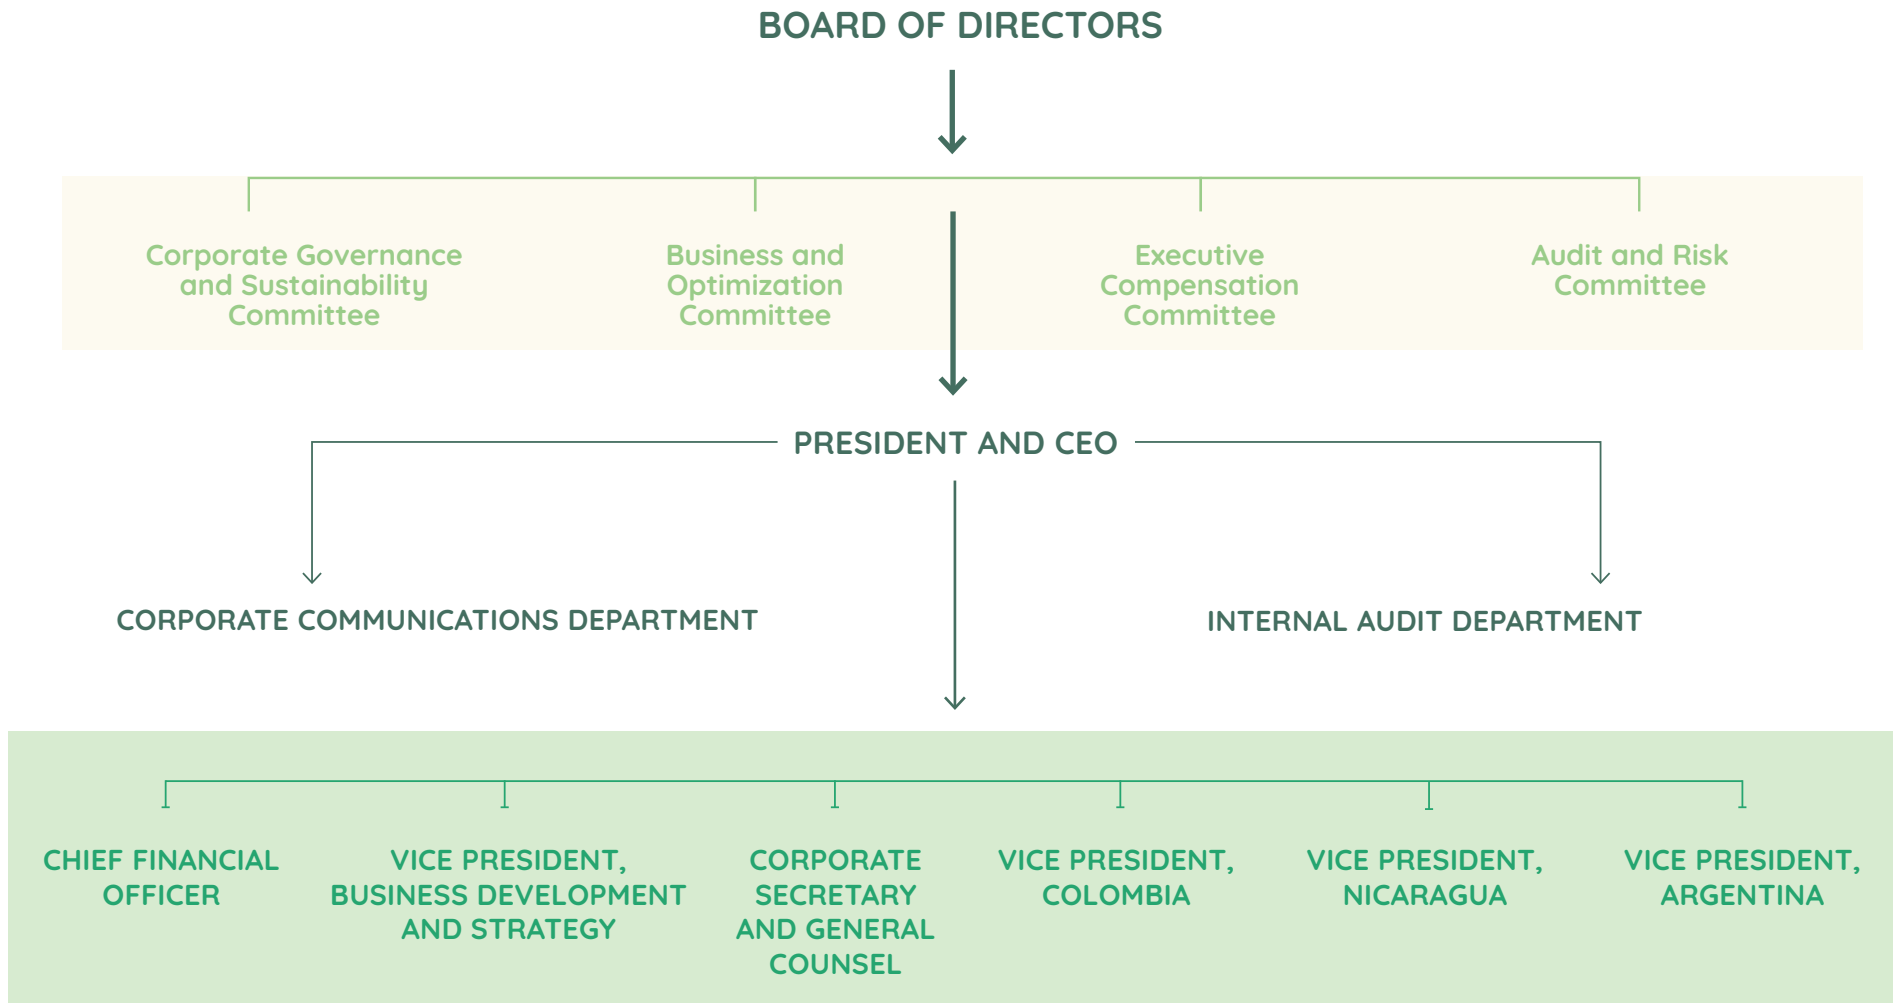 BOARD OF DIRECTORS
Corporate Governance
and Sustainability
Committee
Business and
Optimization
Committee
Executive
Compensation
Committee
Audit and Risk
Committee
PRESIDENT AND CEO
CORPORATE COMMUNICATIONS DEPARTMENT
INTERNAL AUDIT DEPARTMENT
CHIEF FINANCIAL
OFFICER
VICE PRESIDENT,
BUSINESS DEVELOPMENT
AND STRATEGY
CORPORATE
SECRETARY
AND GENERAL
COUNSEL
VICE PRESIDENT,
COLOMBIA
VICE PRESIDENT,
NICARAGUA
VICE PRESIDENT,
ARGENTINA